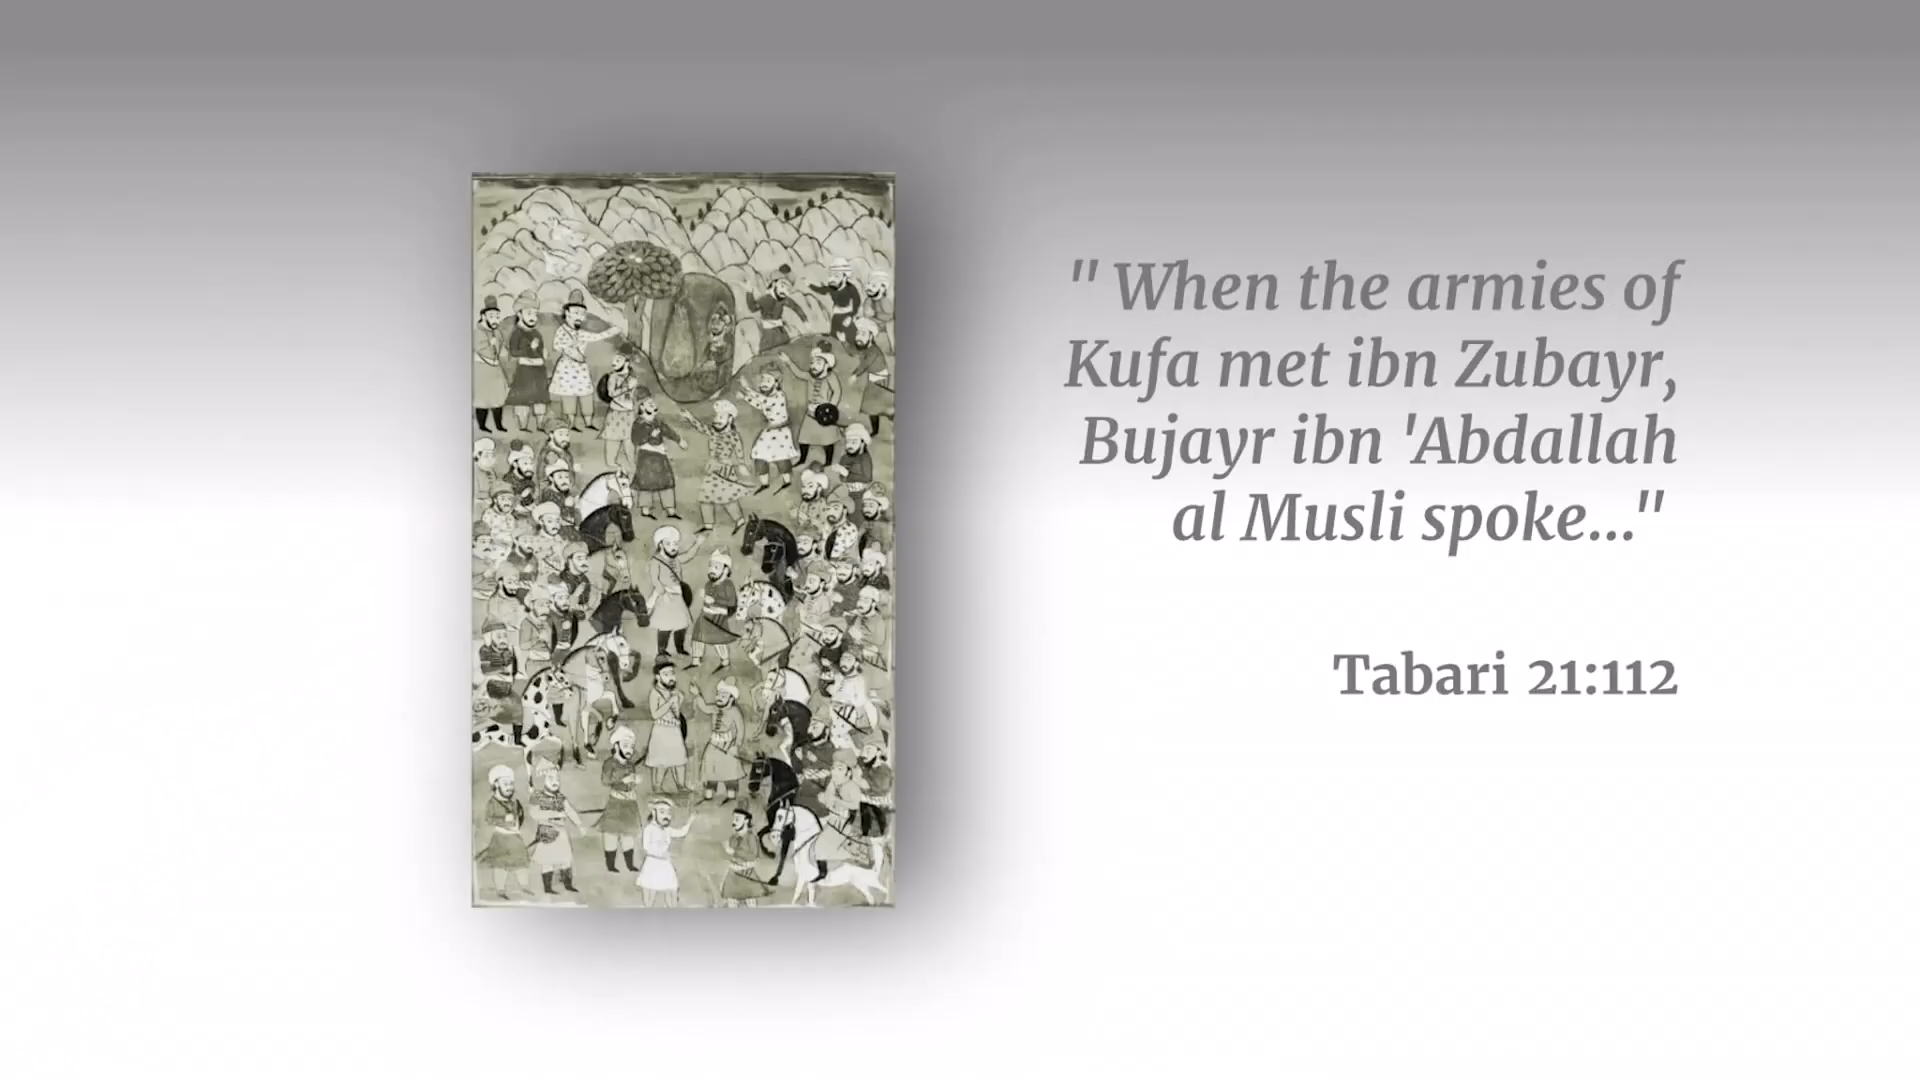 " When the armies of
Kufa met ibn Zubayr,
Bujayr ibn 'Abdallah
al Musli spoke..."
Tabari 21:112